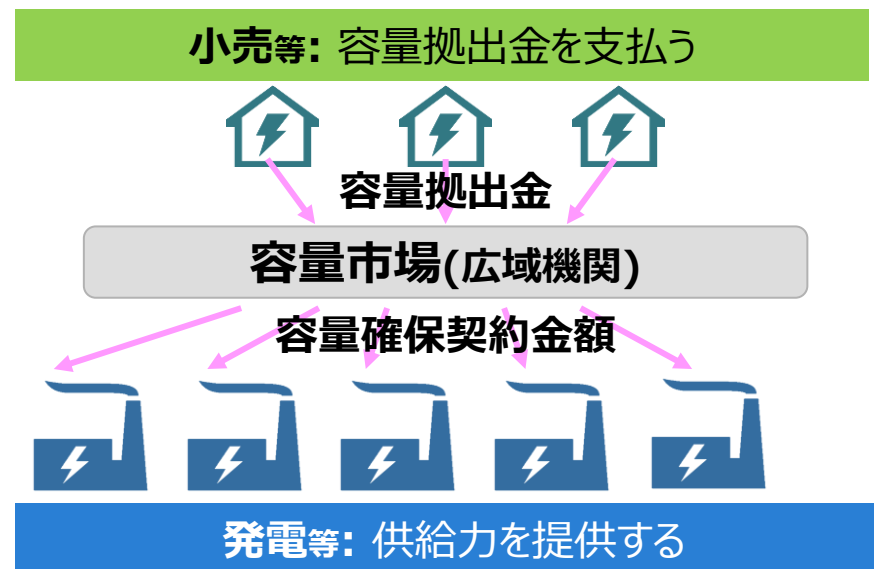 小売等: 容量拠出金を支払う
容量拠出金
容量市場(広域機関)
容量確保契約金額
発電等: 供給力を提供する